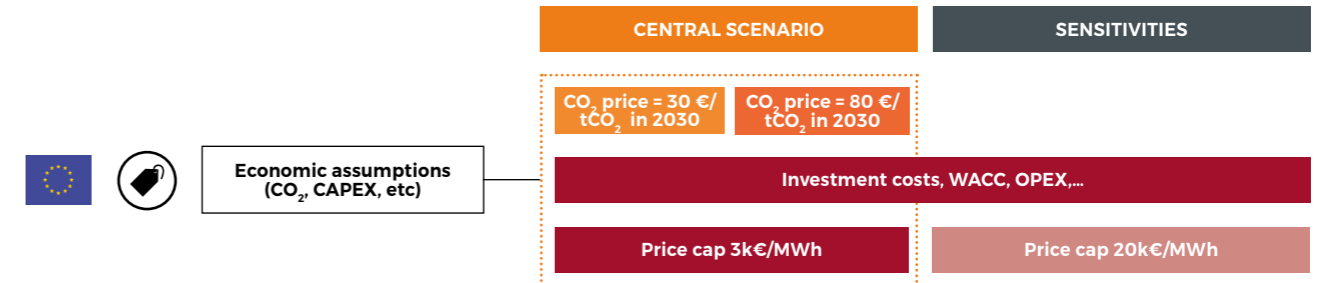 CENTRAL SCENARIO
SENSITIVITIES
CO₂ price = 30 €/
tCO₂ in 2030
CO₂ price = 80 €/
tCO₂ in 2030
Economic assumptions
(CO₂, CAPEX, etc)
Investment costs, WACC, OPEX,...
Price cap 3k€/MWh
Price cap 20k€/MWh